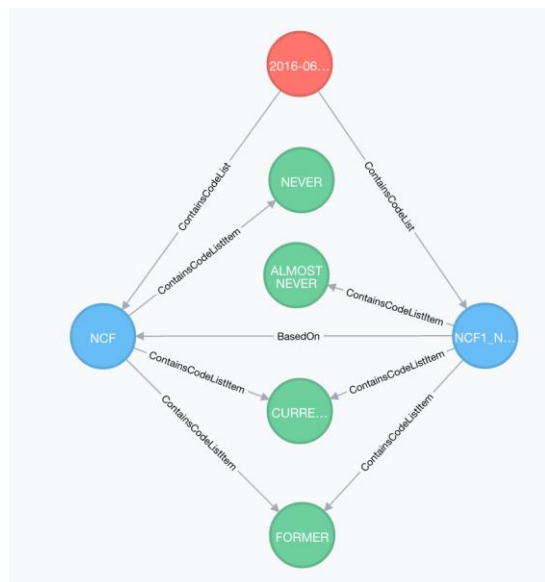 2016-06...
ContainsCodeList
ContainsCodeList
NEVER
ContainsCodeListItem
ALMOST
NEVER
ContainsCodeListItem
NCF
BasedOn
NCF1_N...
ContainsCodeListItem
ContainsCodeListItem
CURRE...
ContainsCodeListItem
ContainsCodeListItem
FORMER